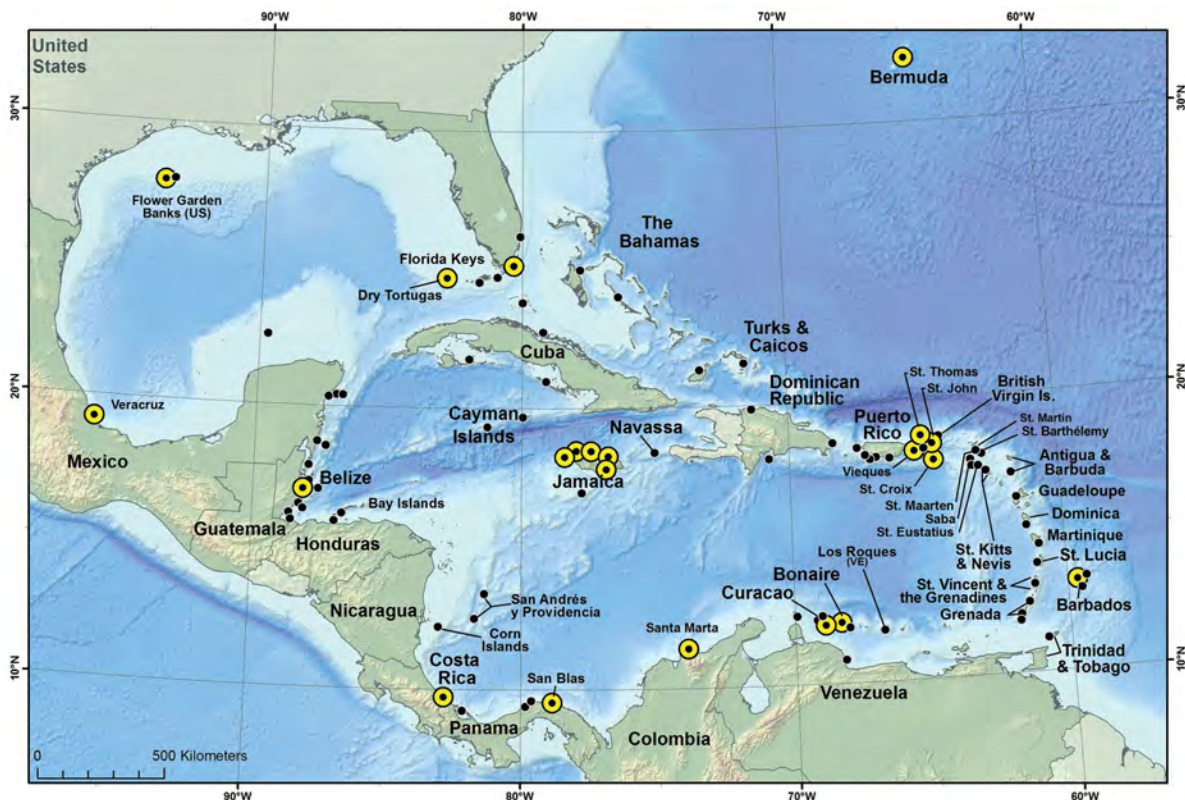 90°W
80°W
70°W
60°W
United
States
Bermuda
30°N
30°N
Flower Garden
Banks (US)
The
Bahamas
Florida Keys
Dry Tortugas
Turks &
Caicos
Cuba
20°N
20°N
St. Thomas
St. John
British
Virgin Is.
Dominican
Republic
Veracruz
Cayman
Islands
Navassa
Puerto
Rico
St. Martin
St. Barthélemy
Mexico
Belize
Jamaica
Vieques
St. Croix
Antigua &
Barbuda
St. Maarten
Saba
St. Eustatius
Guadeloupe
Bay Islands
Guatemala
Honduras
Dominica
Martinique
St. Kitts
& Nevis
St. Lucia
Los Roques
(VE)
Bonaire
Curacao
St. Vincent &
the Grenadines
Grenada
Barbados
Nicaragua
San Andrés
y Providencia
Corn
Islands
Santa Marta
Trinidad
& Tobago
10°N
10°N
Costa
Rica
San Blas
Venezuela
Panama
Colombia
0
500 Kilometers
90°W
80°W
70°W
60°W